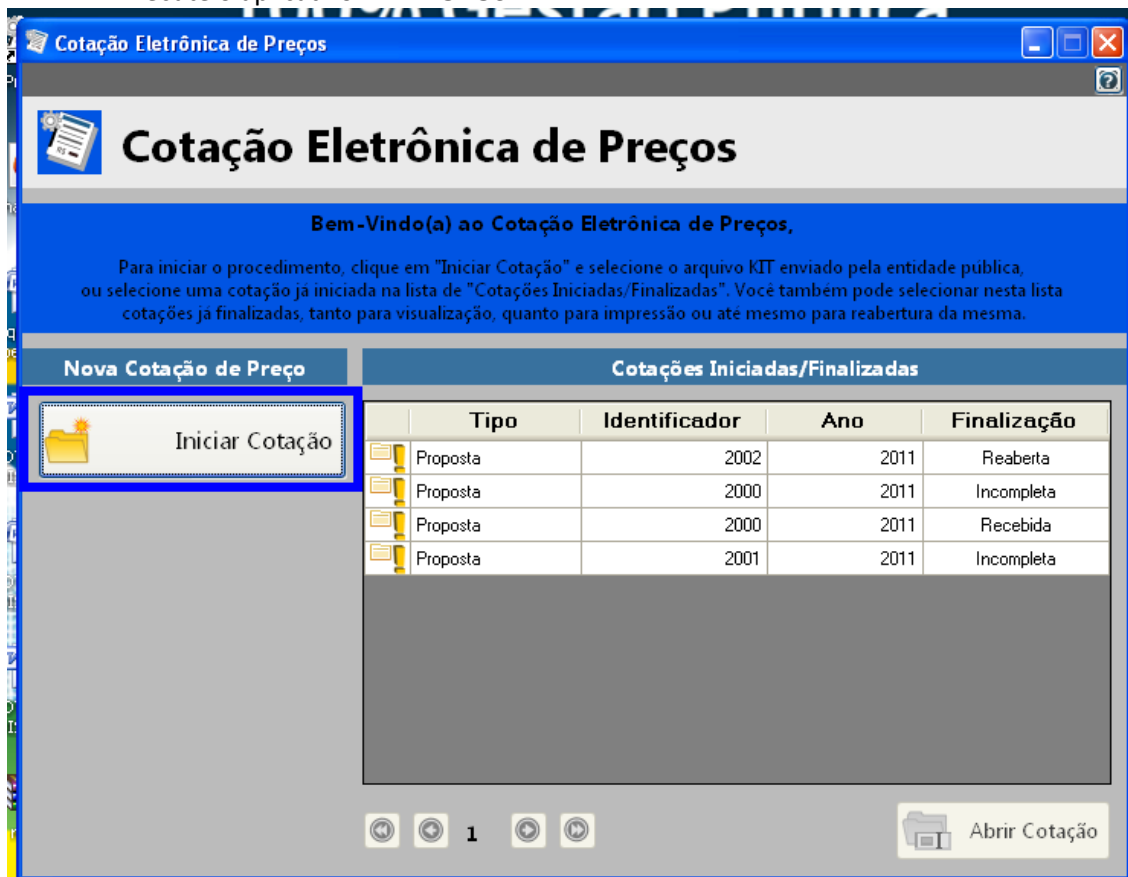 Cotação Eletrônica de Preços
Cotação Eletrônica de Preços
Bem-Vindo(a) ao Cotação Eletrônica de Preços,
Para iniciar o procedimento, clique em "Iniciar Cotação" e selecione o arquivo KIT enviado pela entidade pública,
ou selecione uma cotação já iniciada na lista de "Cotações Iniciadas/Finalizadas". Você também pode selecionar nesta lista
cotações já finalizadas, tanto para visualização, quanto para impressão ou até mesmo para reabertura da mesma.
Nova Cotação de Preço
Cotações Iniciadas/Finalizadas
Iniciar Cotação
Tipo Identificador Ano Finalização
Proposta 2002 2011 Reaberta
Proposta 2000 2011 Incompleta
Proposta 2000 2011 Recebida
Proposta 2001 2011 Incompleta
1
Abrir Cotação